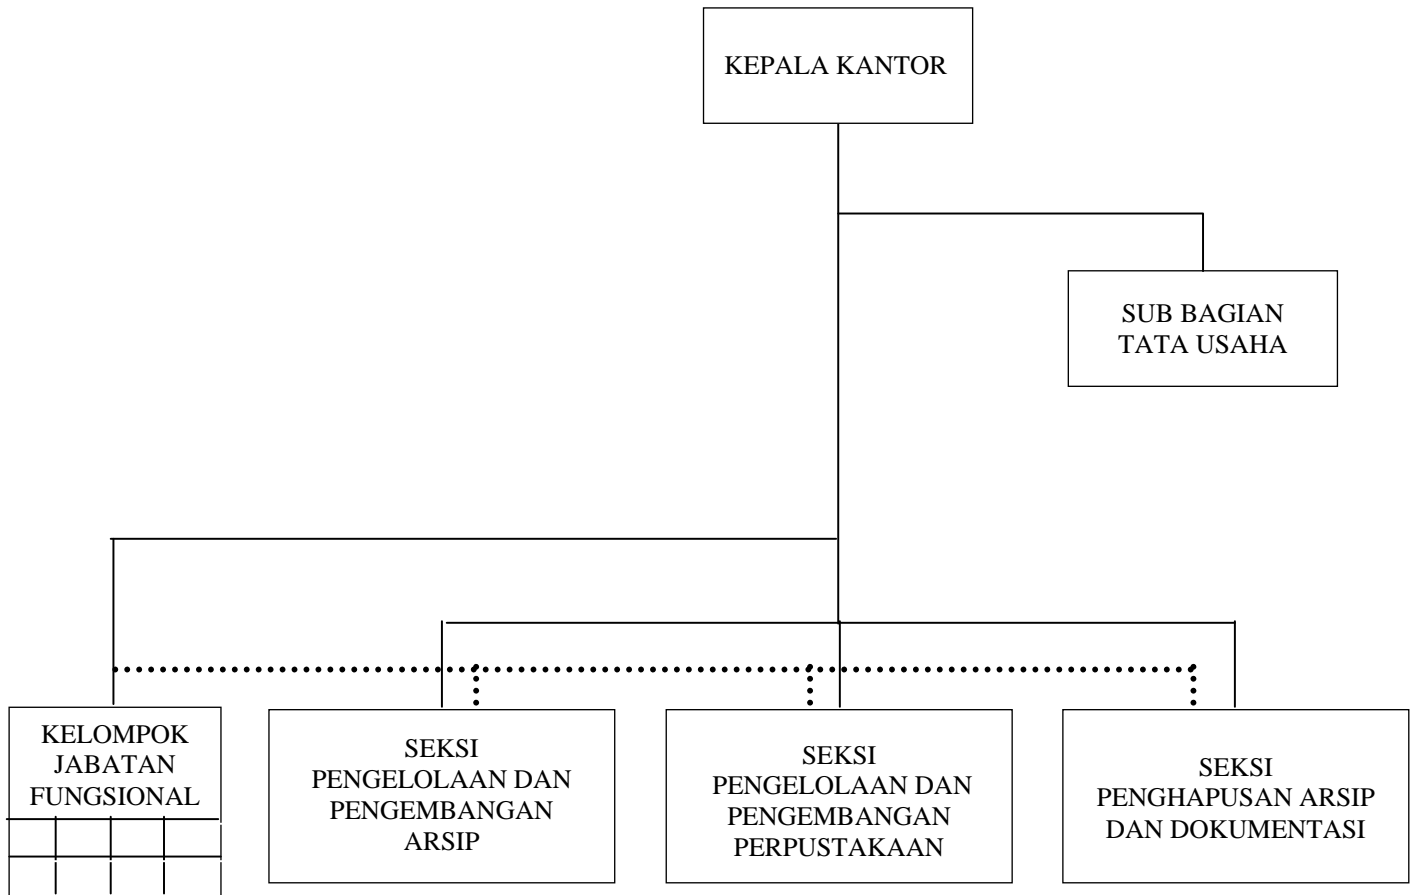 KEPALA KANTOR
SUB BAGIAN
TATA USAHA
KELOMPOK
JABATAN
FUNGSIONAL
SEKSI
PENGELOLAAN DAN
PENGEMBANGAN
ARSIP
SEKSI
PENGELOLAAN DAN
PENGEMBANGAN
PERPUSTAKAAN
SEKSI
PENGHAPUSAN ARSIP
DAN DOKUMENTASI